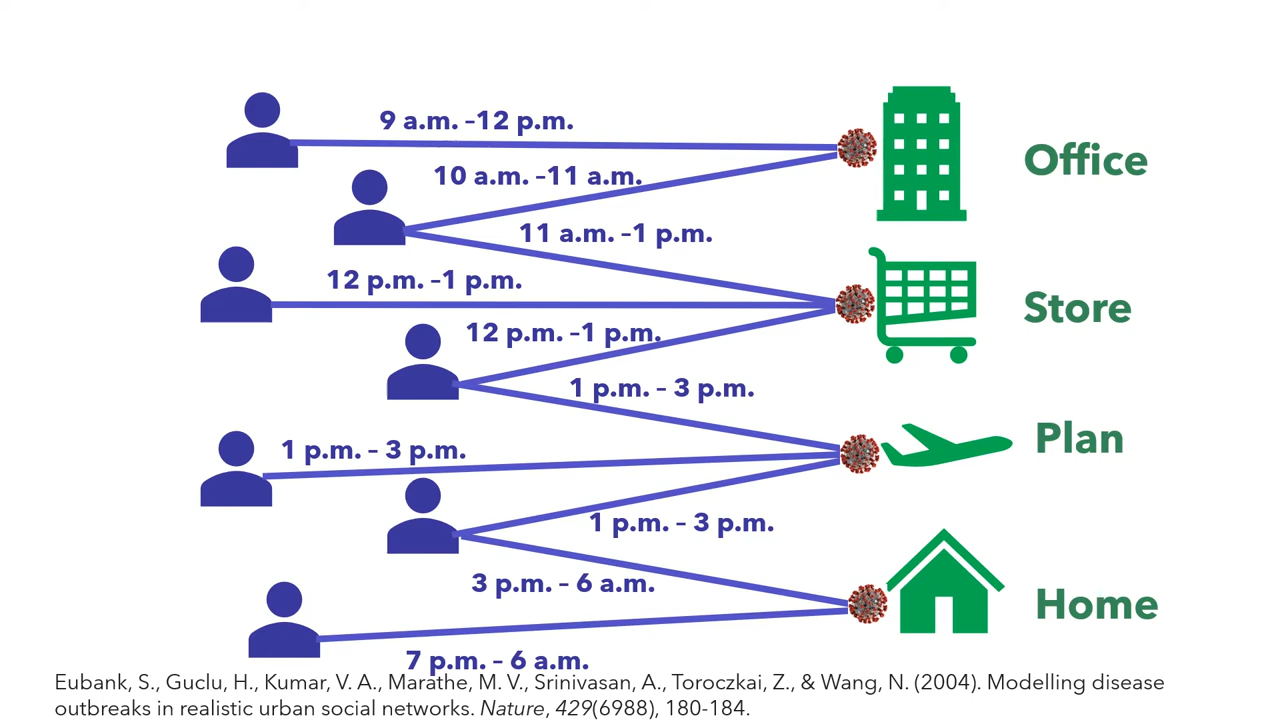 9 a.m. –12 p.m.
Office
10 a.m. –11 a.m.
11 a.m. –1 p.m.
12 p.m. –1 p.m.
Store
12 p.m. –1 p.m.
1 p.m. – 3 p.m.
Plan
1 p.m. – 3 p.m.
1 p.m. – 3 p.m.
3 p.m. – 6 a.m.
Home
7 p.m. – 6 a.m.
Eubank, S., Guclu, H., Kumar, V. A., Marathe, M. V., Srinivasan, A., Toroczkai, Z., & Wang, N. (2004). Modelling disease
outbreaks in realistic urban social networks. Nature, 429(6988), 180-184.